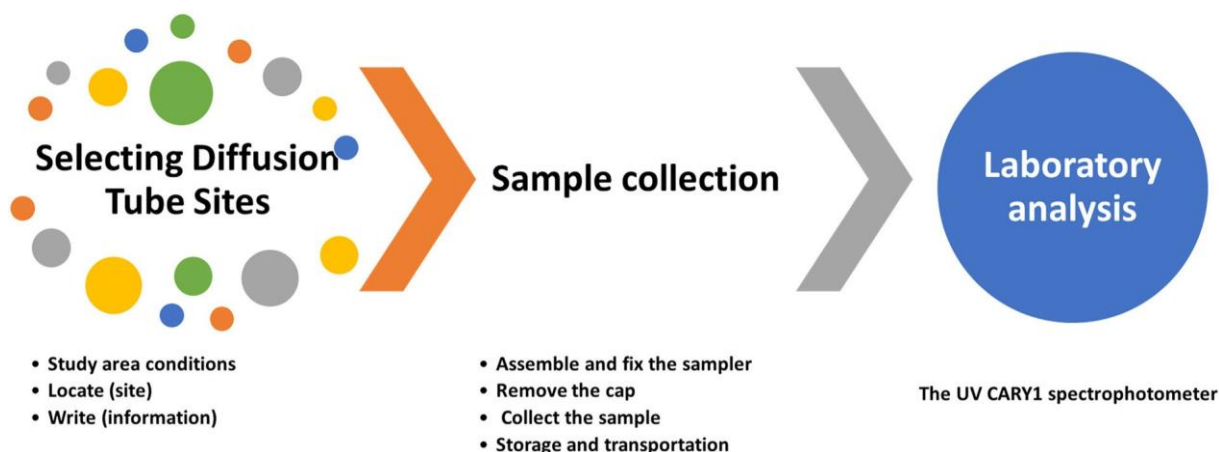 Selecting Diffusion
Tube Sites
Sample collection
Laboratory
analysis
• Study area conditions
• Locate (site)
• Write (information)
• Assemble and fix the sampler
• Remove the cap
• Collect the sample
• Storage and transportation
The UV CARY1 spectrophotometer